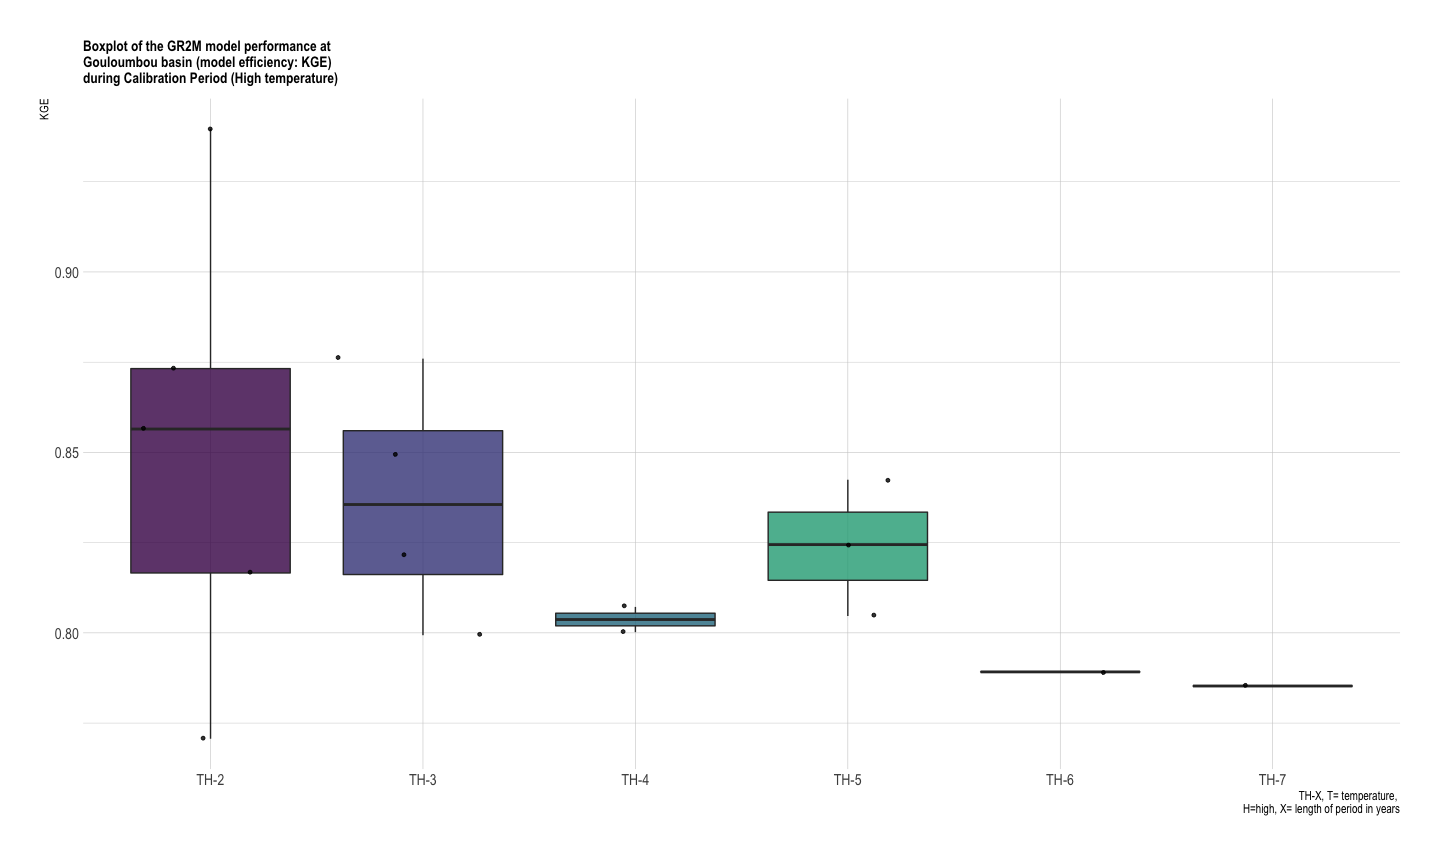 Boxplot of the GR2M model performance at
Gouloumbou basin (model efficiency: KGE)
during Calibration Period (High temperature)
KGE
0.90
0.85
0.80
TH-2 TH-3 TH-4 TH-5 TH-6 TH-7
TH-X, T= temperature,
H=high, X= length of period in years